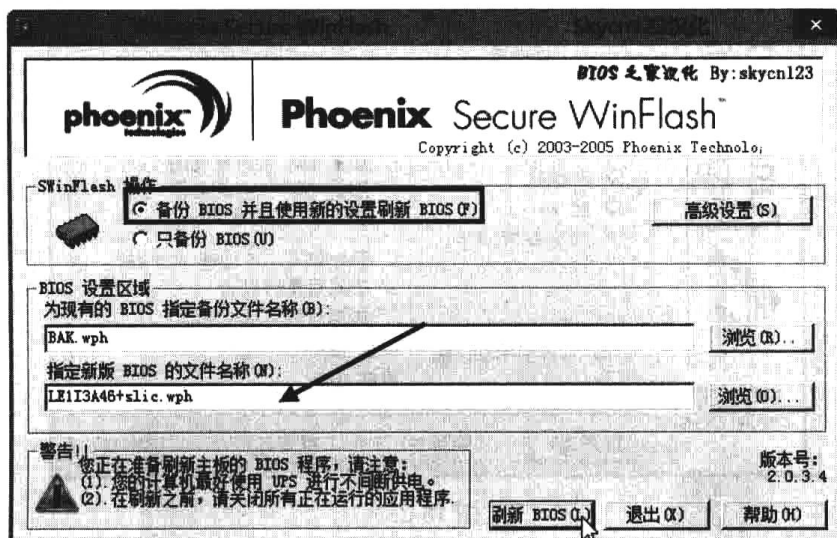 Phoenix Secure WinFlash
BIOS之家汉化 By:skycn123
phoenix
technologies
Phoenix Secure WinFlash™
Copyright (c) 2003-2005 Phoenix Technolo
SWinFlash 操作
备份 BIOS 并且使用新的设置刷新 BIOS(F)
高级设置(S)
只备份 BIOS(U)
BIOS 设置区域
为现有的 BIOS 指定备份文件名称(B):
BAK.wph
浏览(R)..
指定新版 BIOS 的文件名称(N):
LE1I3A46+slic.wph
浏览(O)...
警告!!
您正在准备刷新主板的 BIOS 程序，请注意：
(1).您的计算机最好使用 UPS 进行不间断供电。
(2).在刷新之前，请关闭所有正在运行的应用程序.
版本号：
2.0.3.4
刷新 BIOS(L)
退出(X)
帮助(H)